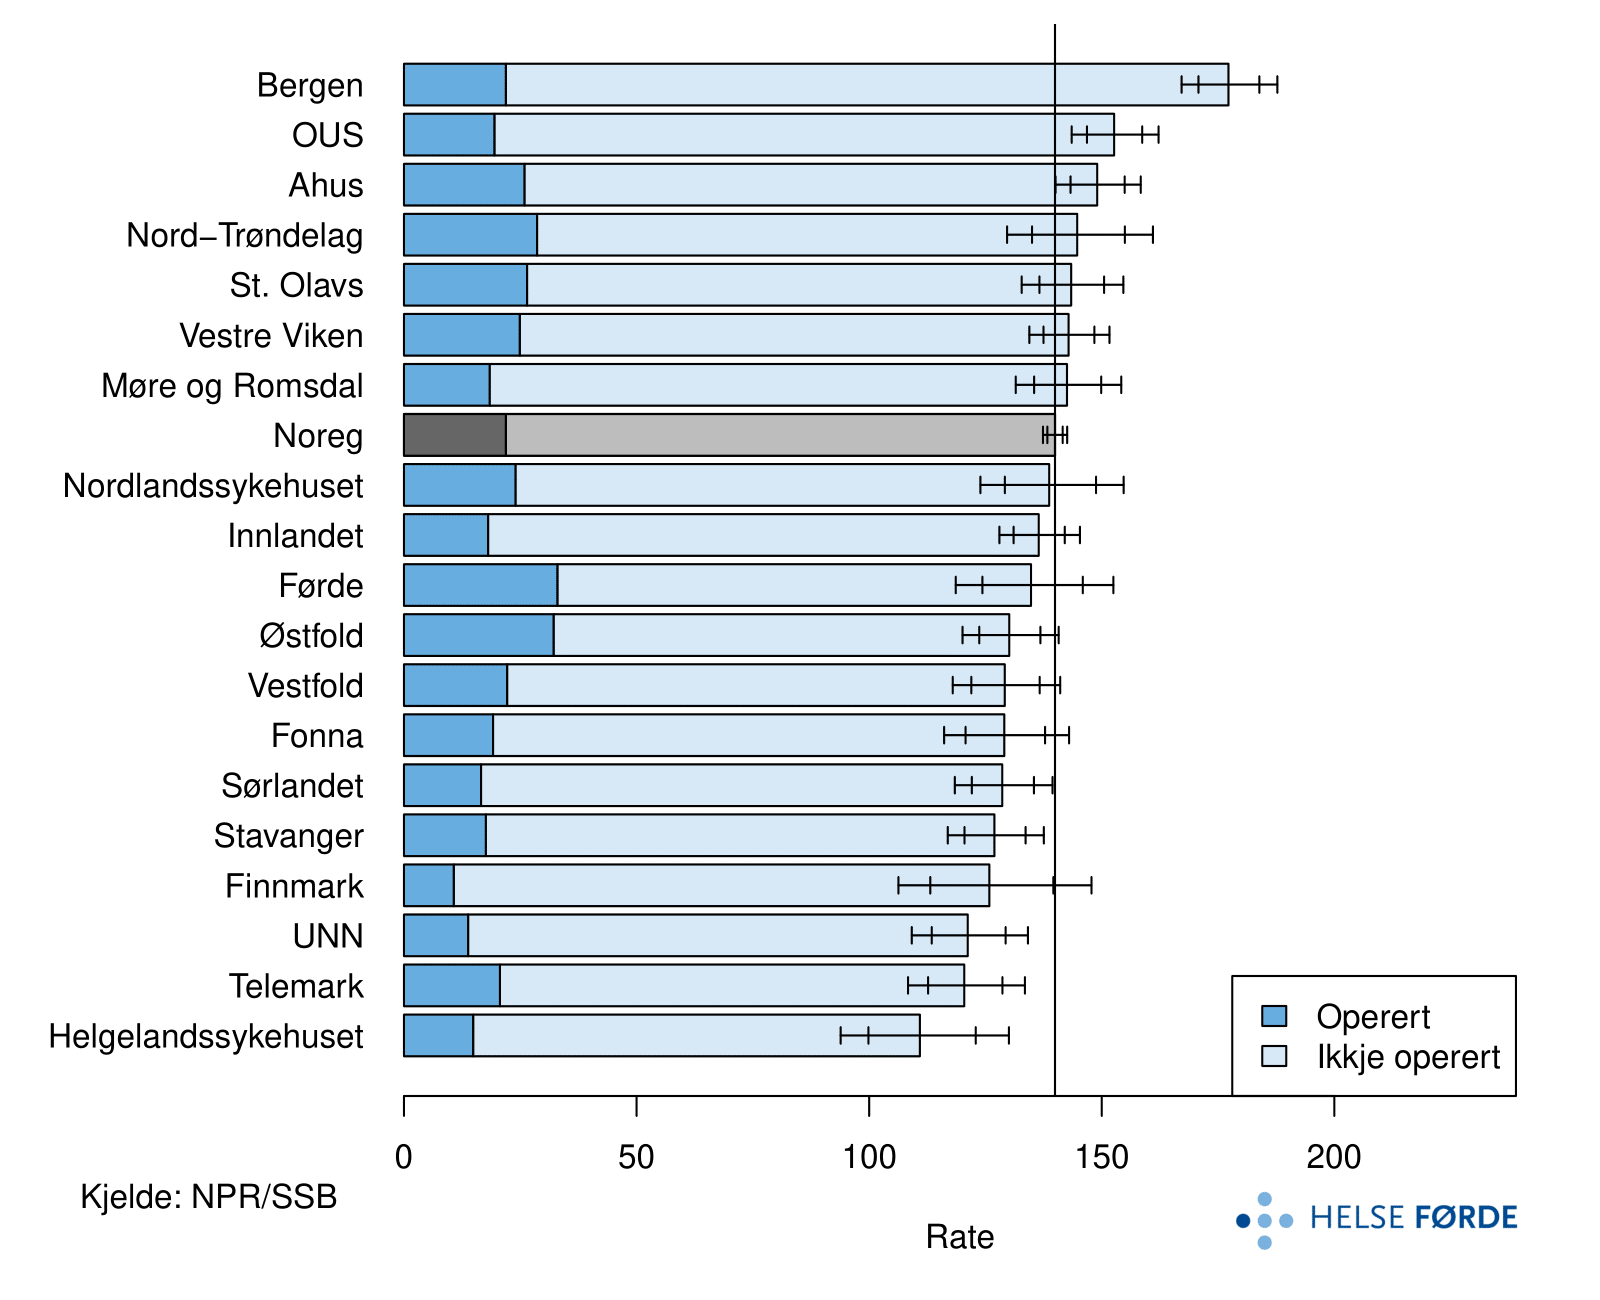 Bergen
OUS
Ahus
Nord−Trøndelag
St. Olavs
Vestre Viken
Møre og Romsdal
Noreg
Nordlandssykehuset
Innlandet
Førde
Østfold
Vestfold
Fonna
Sørlandet
Stavanger
Finnmark
UNN
Telemark
Helgelandssykehuset
Operert
Ikkje operert
0 50 100 150 200
Kjelde: NPR/SSB
Rate
HELSE FØRDE